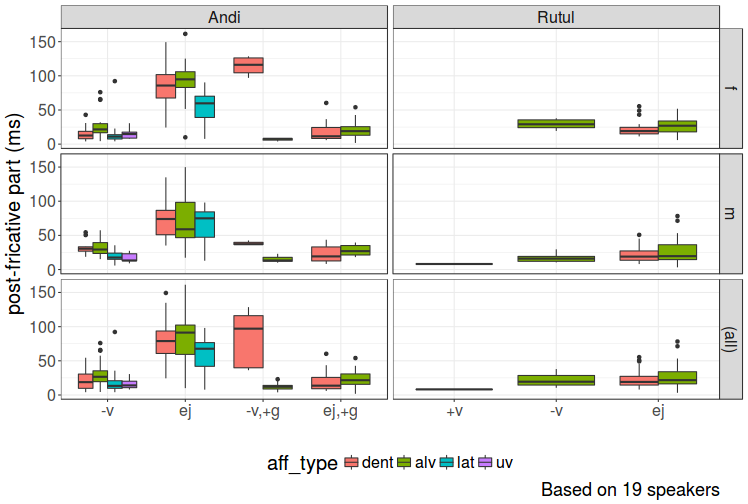 Andi Rutul
post-fricative part (ms)
150
100
50
0
f
150
100
50
0
m
150
100
50
0
(all)
-v ej -v,+g ej,+g +v -v ej
aff_type dent alv lat uv
Based on 19 speakers